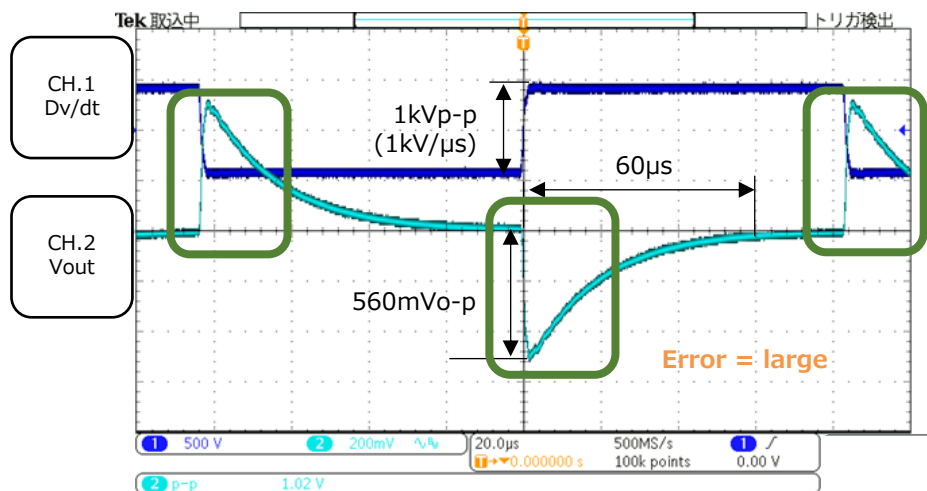 Tek 取込中
トリガ検出
T
T
CH.1
Dv/dt
1kVp-p
(1kV/µs)
60µs
CH.2
Vout
560mVo-p
Error = large
1 500 V
2 200mV
20.0µs
500MS/s
1
T→▼0.000000 s
100k points
0.00 V
2 p-p 1.02 V